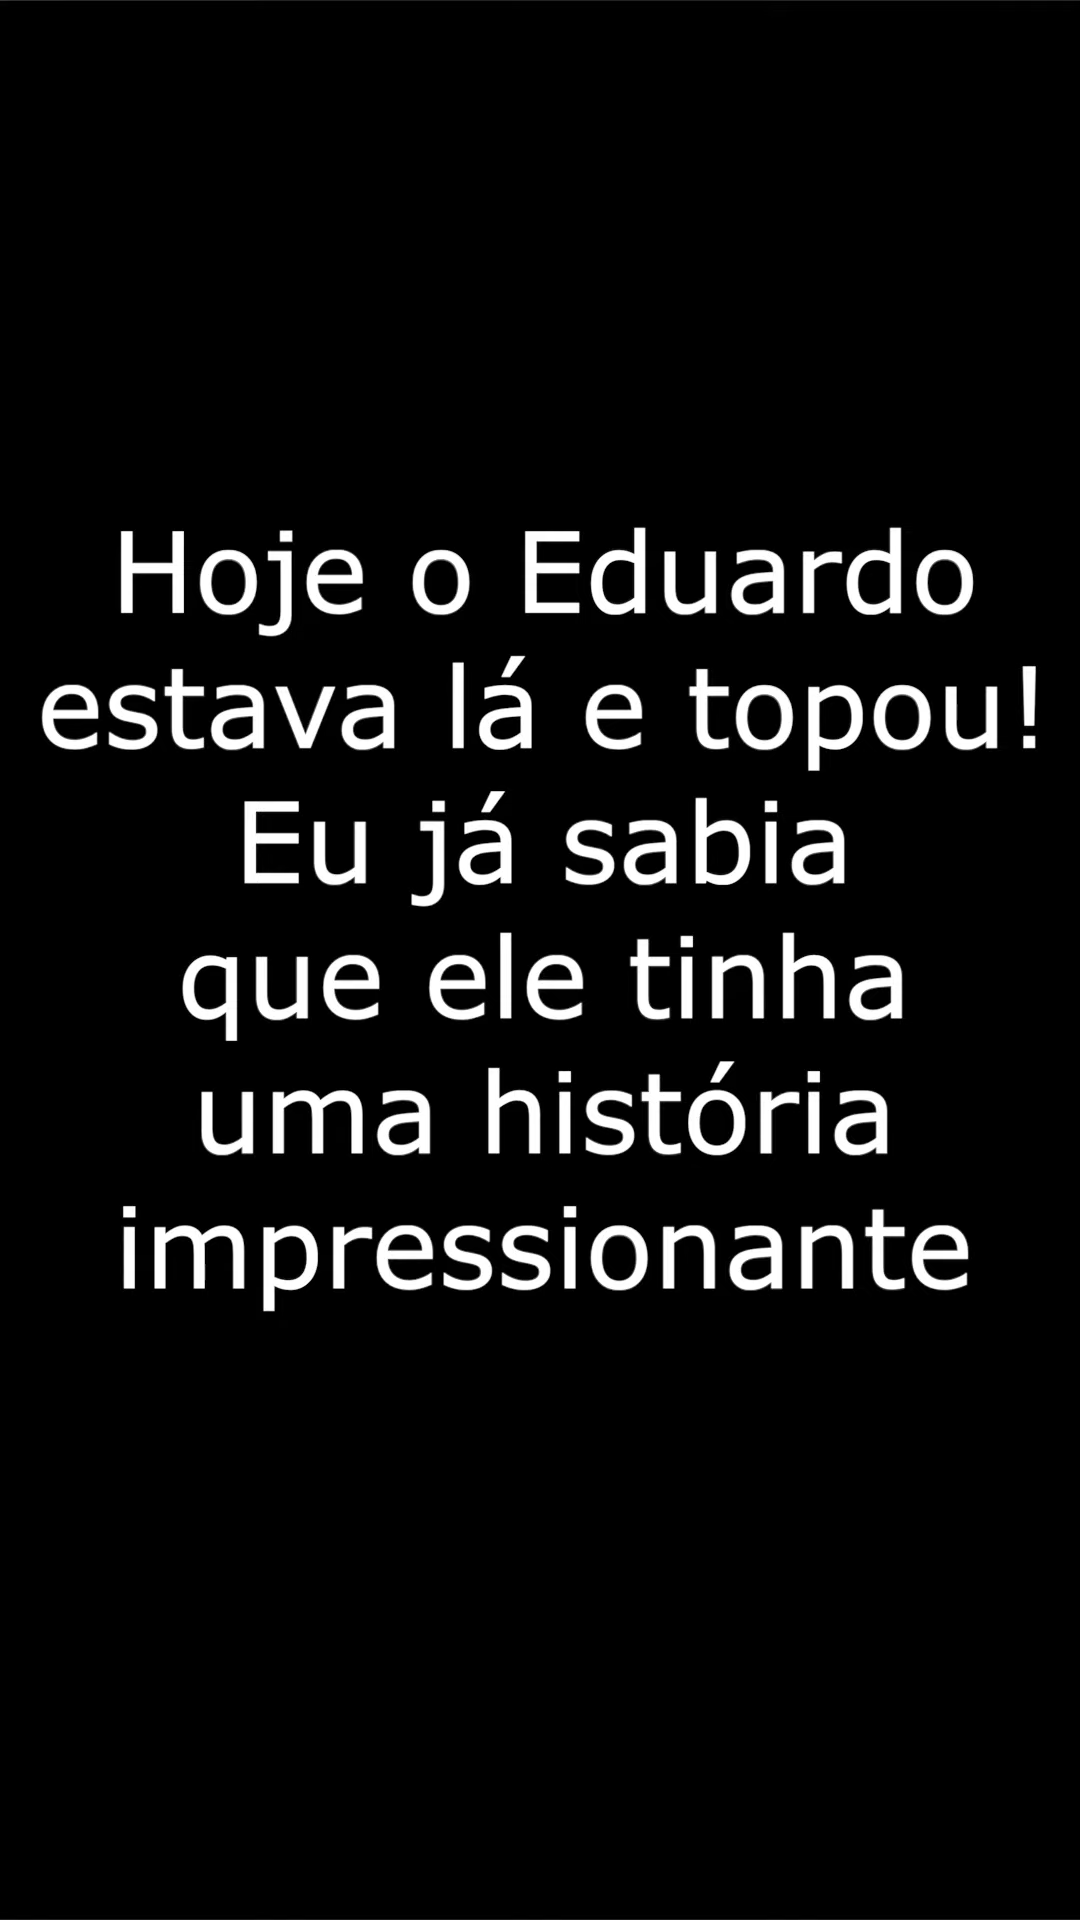 Hoje o Eduardo
estava lá e topou!
Eu já sabia
que ele tinha
uma história
impressionante